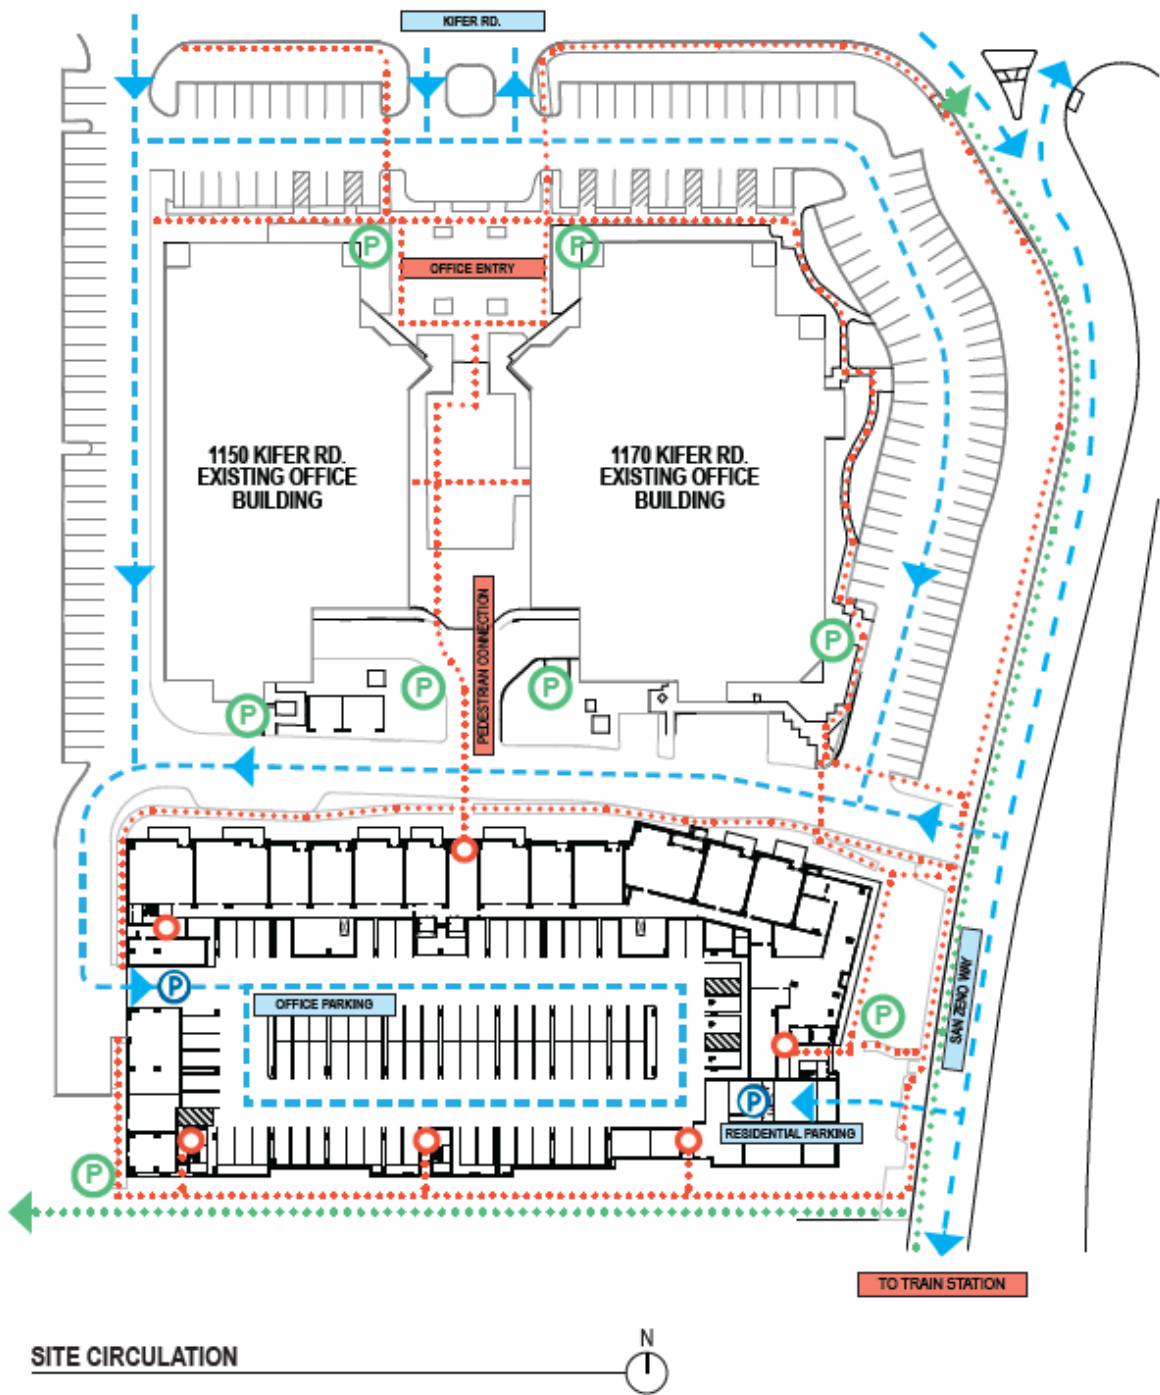 KIFER RD.
P
P
OFFICE ENTRY
1150 KIFER RD.
EXISTING OFFICE
BUILDING
1170 KIFER RD.
EXISTING OFFICE
BUILDING
PEDESTRIAN CONNECTION
P
P
P
P
P
OFFICE PARKING
P
SAN ZENO WAY
P
RESIDENTIAL PARKING
P
TO TRAIN STATION
SITE CIRCULATION
N